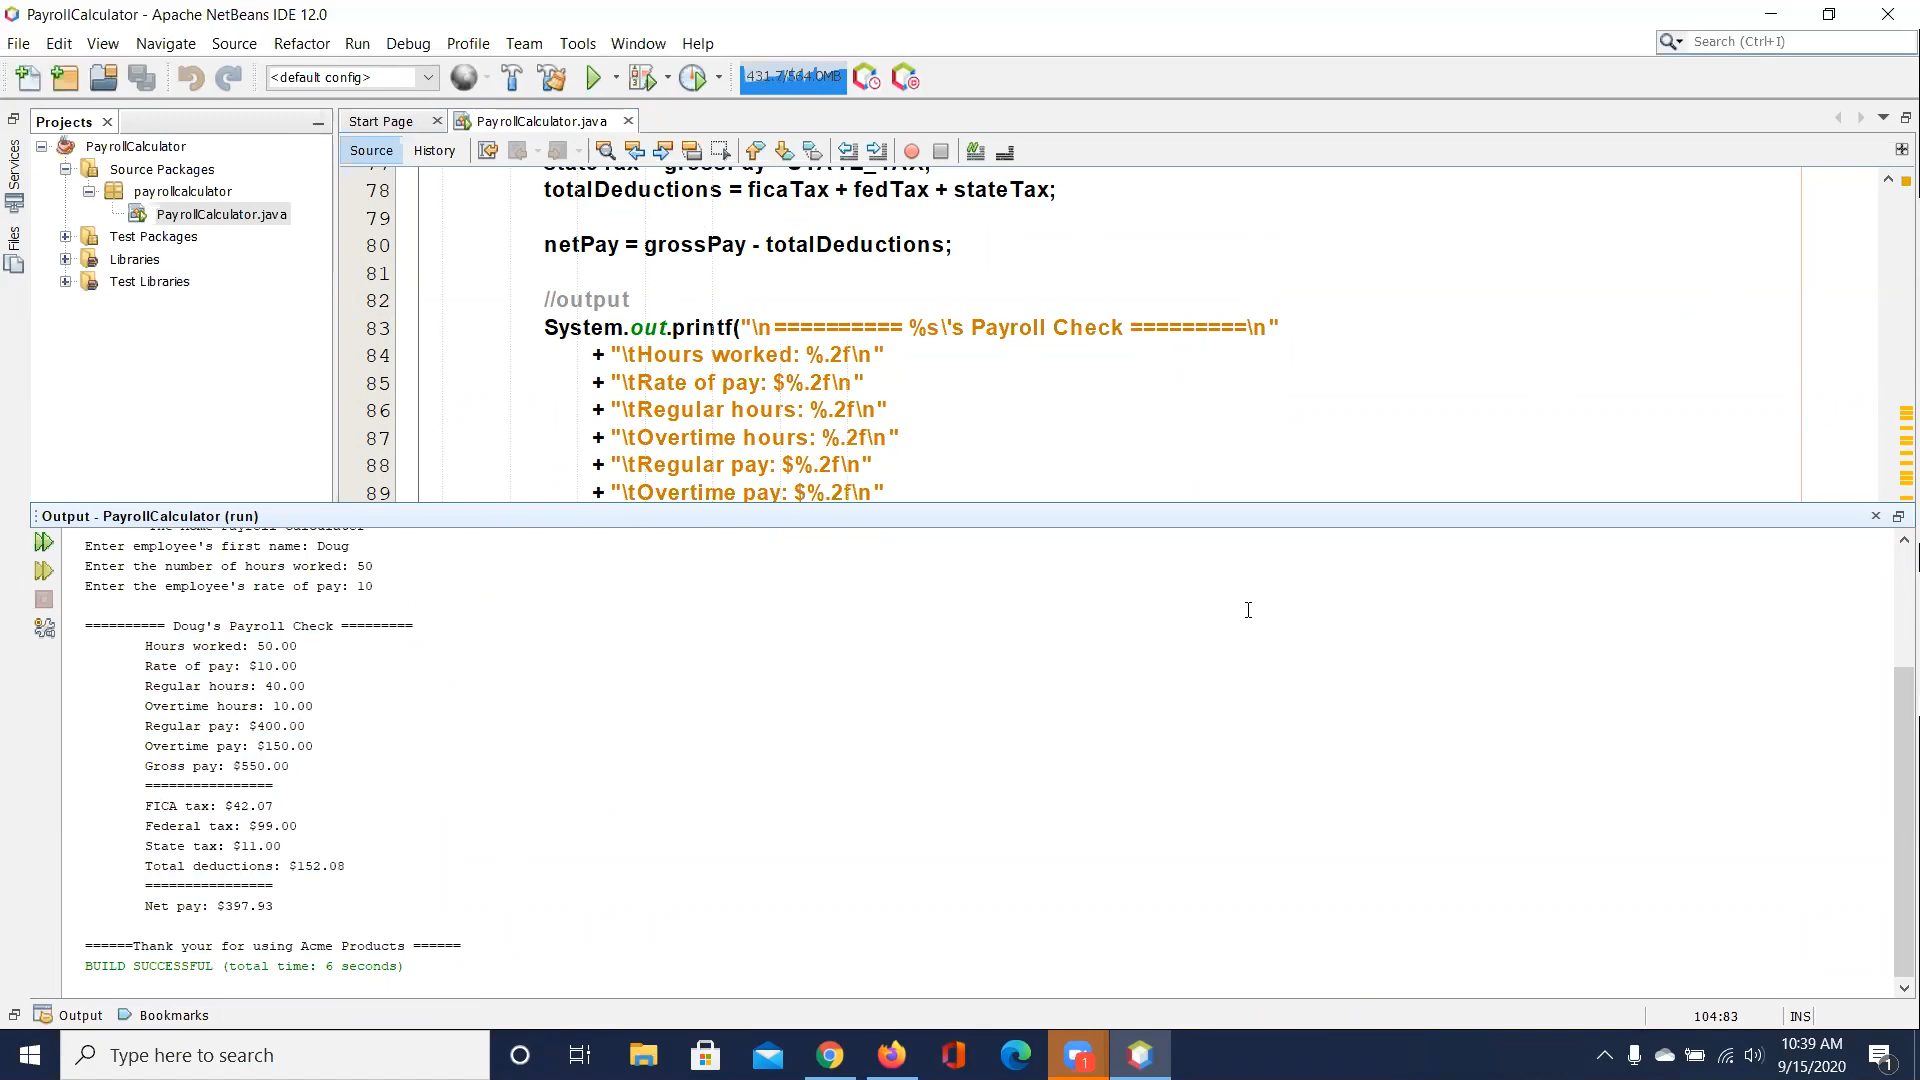 PayrollCalculator - Apache NetBeans IDE 12.0
File Edit View Navigate Source Refactor Run Debug Profile Team Tools Window Help
Search (Ctrl+I)
<default config>
431.7/564.0MB
Projects
Start Page
PayrollCalculator.java
Services
Files
PayrollCalculator
Source Packages
payrollcalculator
PayrollCalculator.java
Test Packages
Libraries
Test Libraries
Source History
78 totalDeductions = ficaTax + fedTax + stateTax;
79
80 netPay = grossPay - totalDeductions;
81
82 //output
83 System.out.printf("\n========== %s\'s Payroll Check =========\n"
84 + "\tHours worked: %.2f\n"
85 + "\tRate of pay: $%.2f\n"
86 + "\tRegular hours: %.2f\n"
87 + "\tOvertime hours: %.2f\n"
88 + "\tRegular pay: $%.2f\n"
89 + "\tOvertime pay: $%.2f\n"
Output - PayrollCalculator (run)
Enter employee's first name: Doug
Enter the number of hours worked: 50
Enter the employee's rate of pay: 10
========== Doug's Payroll Check =========
Hours worked: 50.00
Rate of pay: $10.00
Regular hours: 40.00
Overtime hours: 10.00
Regular pay: $400.00
Overtime pay: $150.00
Gross pay: $550.00
================
FICA tax: $42.07
Federal tax: $99.00
State tax: $11.00
Total deductions: $152.08
================
Net pay: $397.93
======Thank your for using Acme Products ======
BUILD SUCCESSFUL (total time: 6 seconds)
Output Bookmarks
104:83 INS
Type here to search
1
10:39 AM
9/15/2020
1